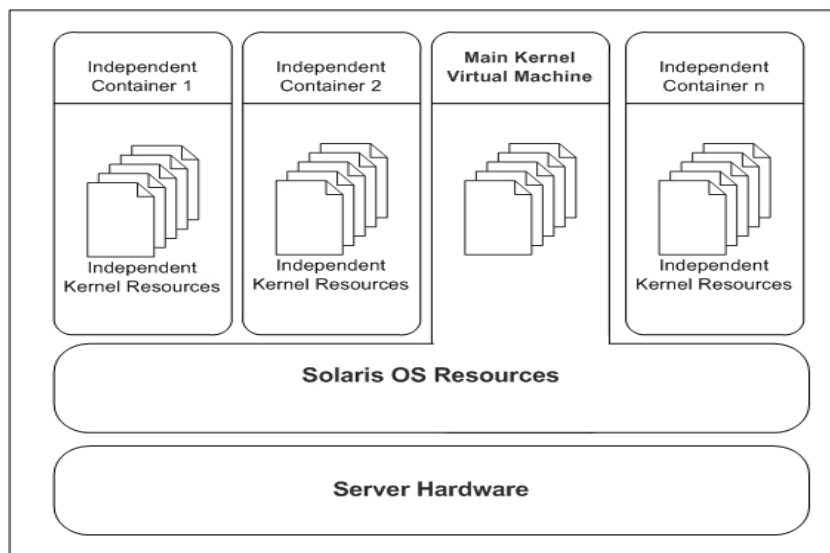 Independent
Container 1
Independent
Container 2
Main Kernel
Virtual Machine
Independent
Container n
Independent
Kernel Resources
Independent
Kernel Resources
Independent
Kernel Resources
Solaris OS Resources
Server Hardware